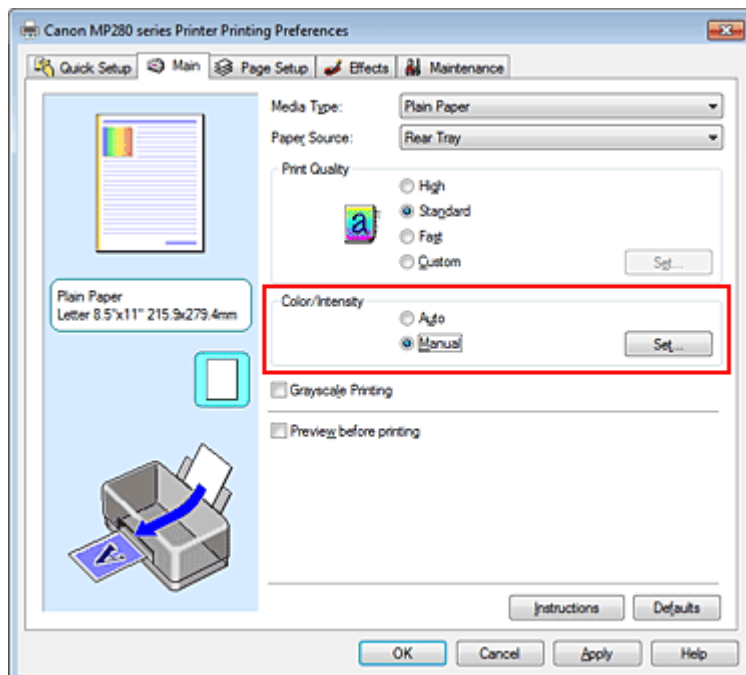 Canon MP280 series Printer Printing Preferences
Quick Setup Main Page Setup Effects Maintenance
Media Type: Plain Paper
Paper Source: Rear Tray
Print Quality
High
Standard
Fast
Custom Set...
a
Plain Paper
Letter 8.5"x11" 215.9x279.4mm
Color/Intensity
Auto
Manual Set...
Grayscale Printing
Preview before printing
A
Instructions Defaults
OK Cancel Apply Help